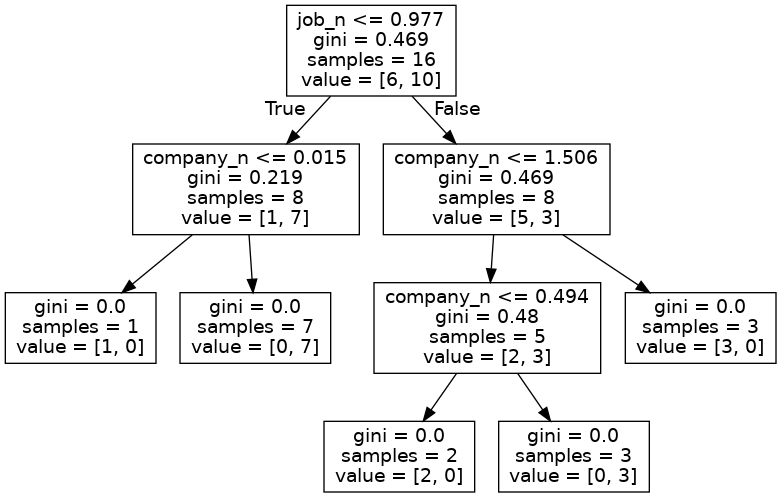 job_n <= 0.977
gini = 0.469
samples = 16
value = [6, 10]
True
False
company_n <= 0.015
gini = 0.219
samples = 8
value = [1, 7]
company_n <= 1.506
gini = 0.469
samples = 8
value = [5, 3]
gini = 0.0
samples = 1
value = [1, 0]
gini = 0.0
samples = 7
value = [0, 7]
company_n <= 0.494
gini = 0.48
samples = 5
value = [2, 3]
gini = 0.0
samples = 3
value = [3, 0]
gini = 0.0
samples = 2
value = [2, 0]
gini = 0.0
samples = 3
value = [0, 3]